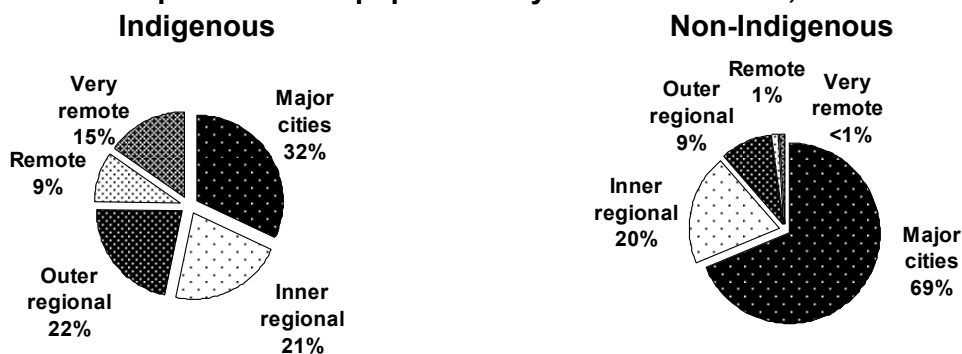 Indigenous
Major
cities
32%
Inner
regional
21%
Outer
regional
22%
Remote
9%
Very
remote
15%
Non-Indigenous
Major
cities
69%
Inner
regional
20%
Outer
regional
9%
Remote
1%
Very
remote
<1%